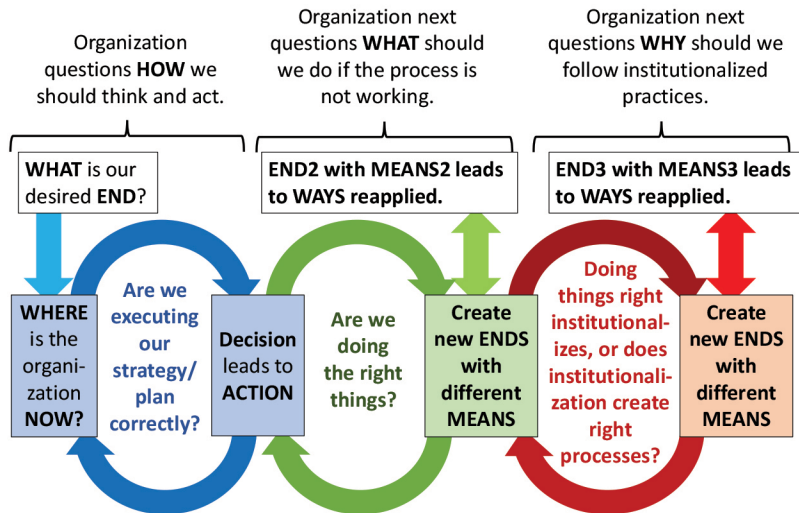 Organization
questions HOW we
should think and act.
Organization next
questions WHAT should
we do if the process is
not working.
Organization next
questions WHY should we
follow institutionalized
practices.
WHAT is our
desired END?
END2 with MEANS2 leads
to WAYS reapplied.
END3 with MEANS3 leads
to WAYS reapplied.
WHERE
is the
organi-
zation
NOW?
Are we
executing
our
strategy/
plan
correctly?
Decision
leads to
ACTION
Are we
doing
the right
things?
Create
new ENDS
with
different
MEANS
Doing
things right
institutional-
izes, or does
institutionali-
zation create
right
processes?
Create
new ENDS
with
different
MEANS